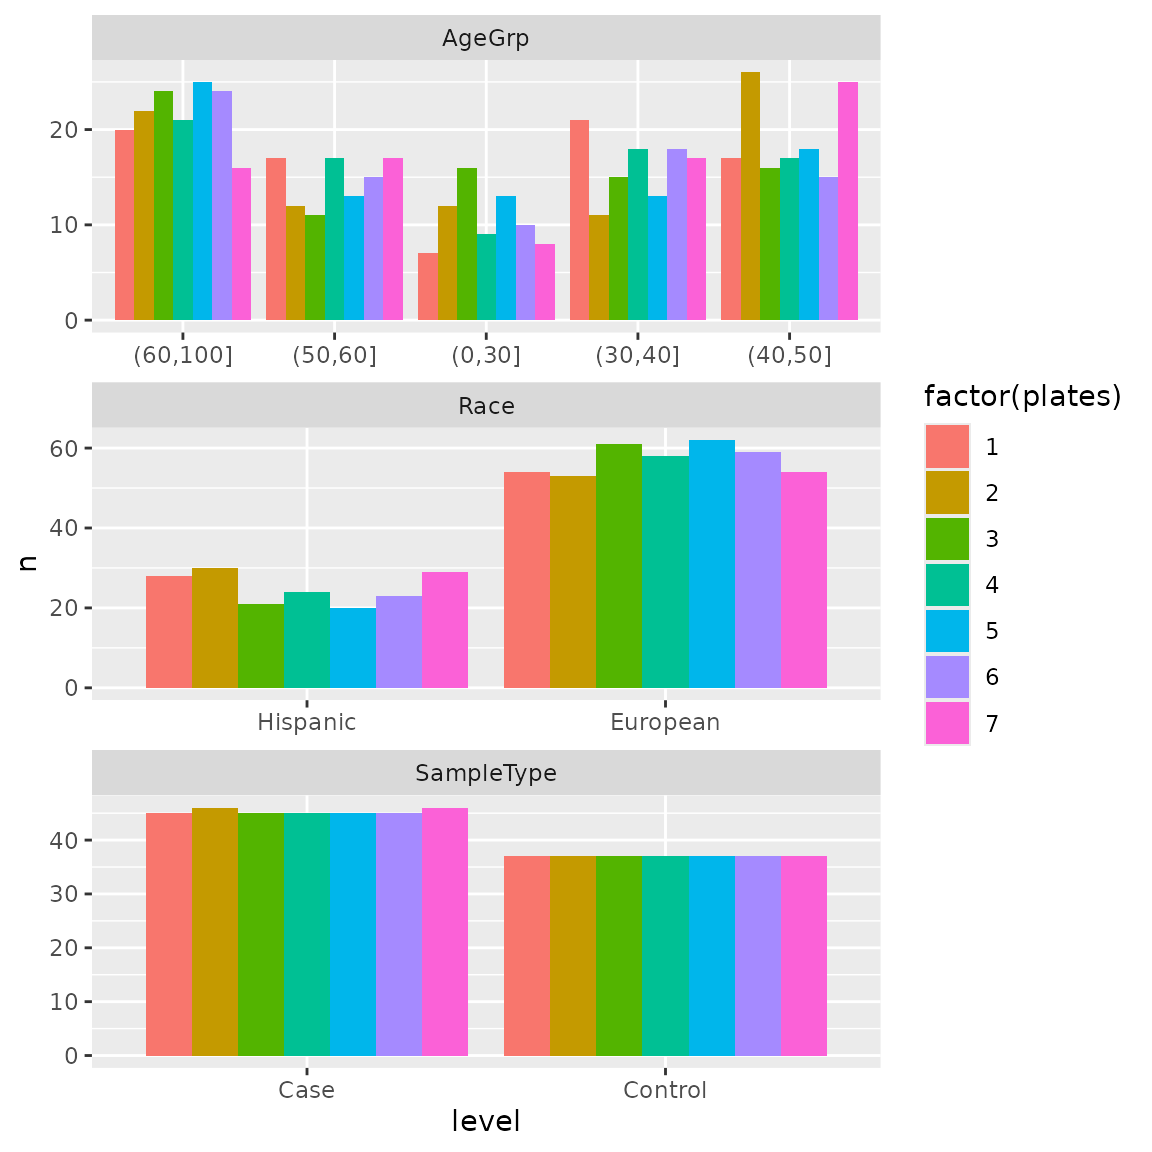 AgeGrp
20
10
0
(60,100] (50,60] (0,30] (30,40] (40,50]
Race
60
40
20
0
Hispanic European
SampleType
40
30
20
10
0
Case Control
level
n
factor(plates)
1
2
3
4
5
6
7